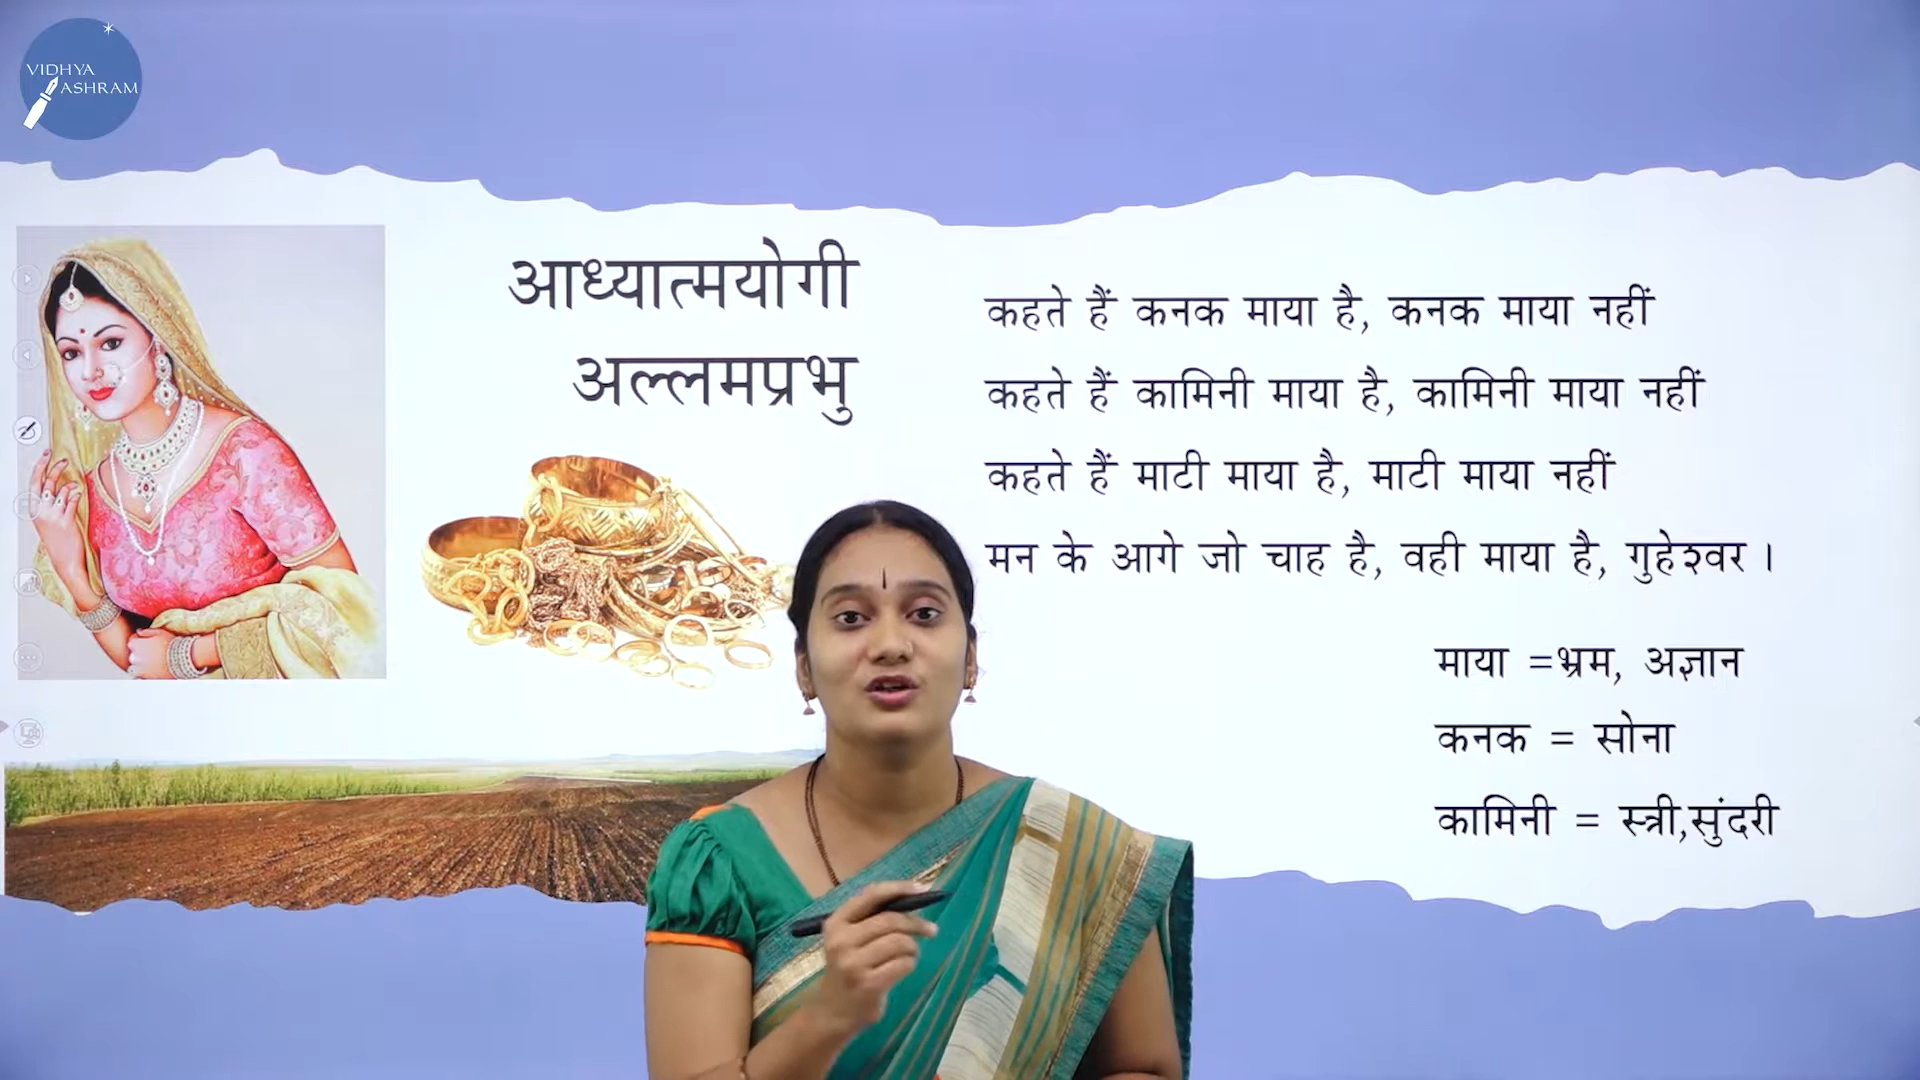 VIDHYA
ASHRAM
आध्यात्मयोगी
अल्लमप्रभु
कहते हैं कनक माया है, कनक माया नहीं
कहते हैं कामिनी माया है, कामिनी माया नहीं
कहते हैं माटी माया है, माटी माया नहीं
मन के आगे जो चाह है, वही माया है, गुहेश्वर ।
माया =भ्रम, अज्ञान
कनक = सोना
कामिनी = स्त्री,सुंदरी